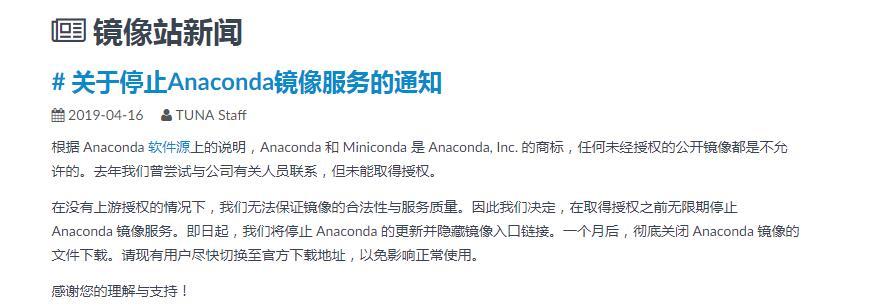 镜像站新闻
# 关于停止Anaconda镜像服务的通知
2019-04-16 TUNA Staff
根据 Anaconda 软件源上的说明，Anaconda 和 Miniconda 是 Anaconda, Inc. 的商标，任何未经授权的公开镜像都是不允
许的。去年我们曾尝试与公司有关人员联系，但未能取得授权。
在没有上游授权的情况下，我们无法保证镜像的合法性与服务质量。因此我们决定，在取得授权之前无限期停止
Anaconda 镜像服务。即日起，我们将停止 Anaconda 的更新并隐藏镜像入口链接。一个月后，彻底关闭 Anaconda 镜像的
文件下载。请现有用户尽快切换至官方下载地址，以免影响正常使用。
感谢您的理解与支持！